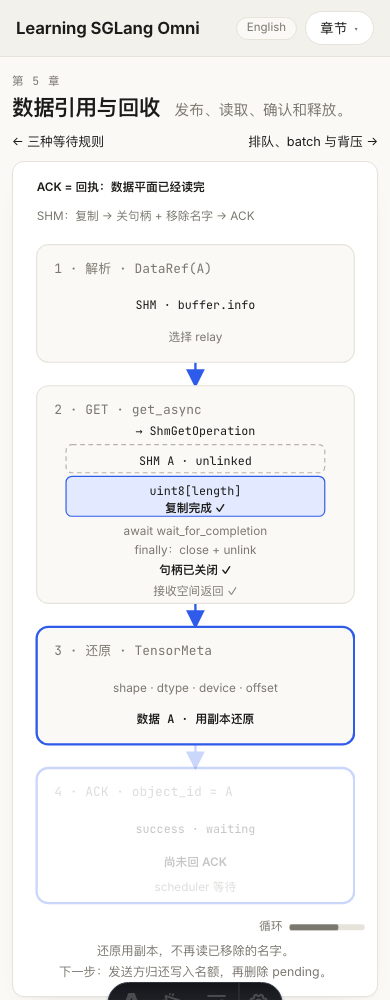 Learning SGLang Omni
English
章节
第 5 章
数据引用与回收 发布、读取、确认和释放。
← 三种等待规则
排队、batch 与背压 →
ACK = 回执：数据平面已经读完
SHM：复制 → 关句柄 + 移除名字 → ACK
1 · 解析 · DataRef(A)
SHM · buffer.info
选择 relay
2 · GET · get_async
→ ShmGetOperation
SHM A · unlinked
uint8[length]
复制完成 ✓
await wait_for_completion
finally：close + unlink
句柄已关闭 ✓
接收空间返回 ✓
3 · 还原 · TensorMeta
shape · dtype · device · offset
数据 A · 用副本还原
4 · ACK · object_id = A
success · waiting
尚未回 ACK
scheduler 等待
循环
还原用副本，不再读已移除的名字。
下一步：发送方归还写入名额，再删除 pending。